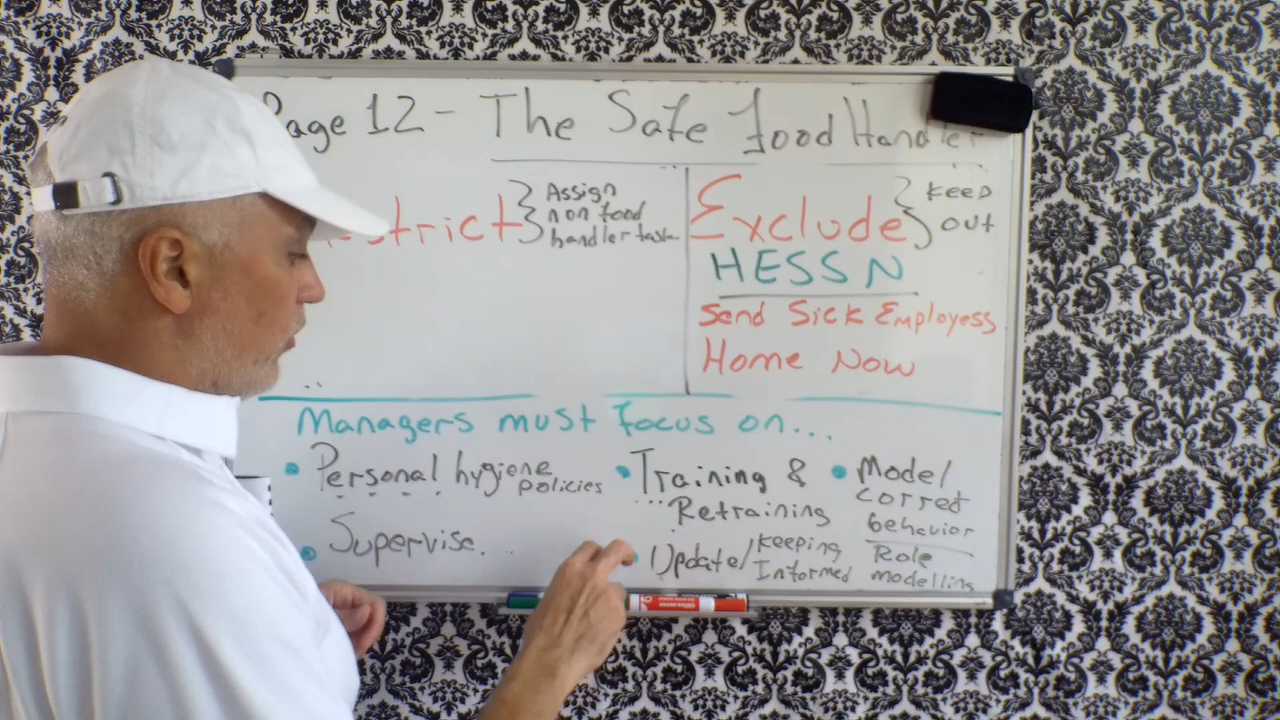 Page 12 - The Safe Food Handler
strict } Assign
non food
handler task
Exclude } Keep
out
HESSN
Send Sick Employess
Home Now
Managers must Focus on...
• Personal hygiene
policies
• Supervise...
• Training &
Retraining
• Update/Keeping
Informed
• Model
correct
behavior
Role
modelling